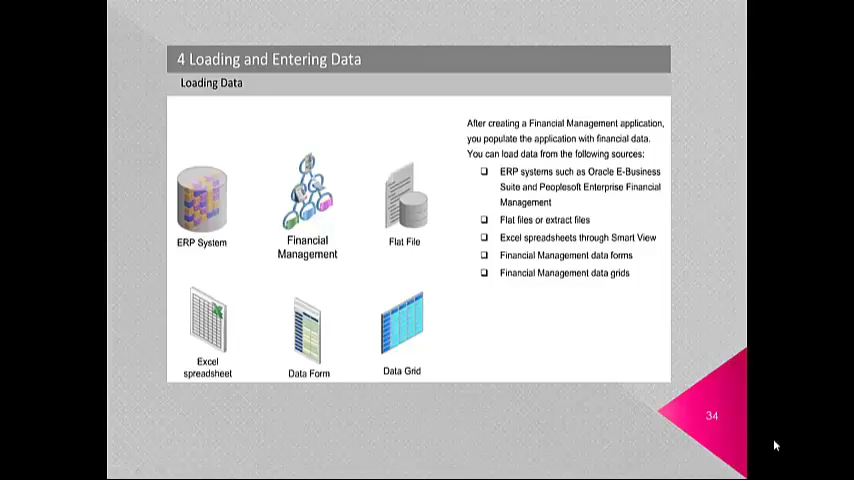 4 Loading and Entering Data
Loading Data
After creating a Financial Management application,
you populate the application with financial data.
You can load data from the following sources:
ERP systems such as Oracle E-Business
Suite and Peoplesoft Enterprise Financial
Management
Flat files or extract files
Excel spreadsheets through Smart View
Financial Management data forms
Financial Management data grids
ERP System
Financial
Management
Flat File
Excel
spreadsheet
Data Form
Data Grid
34